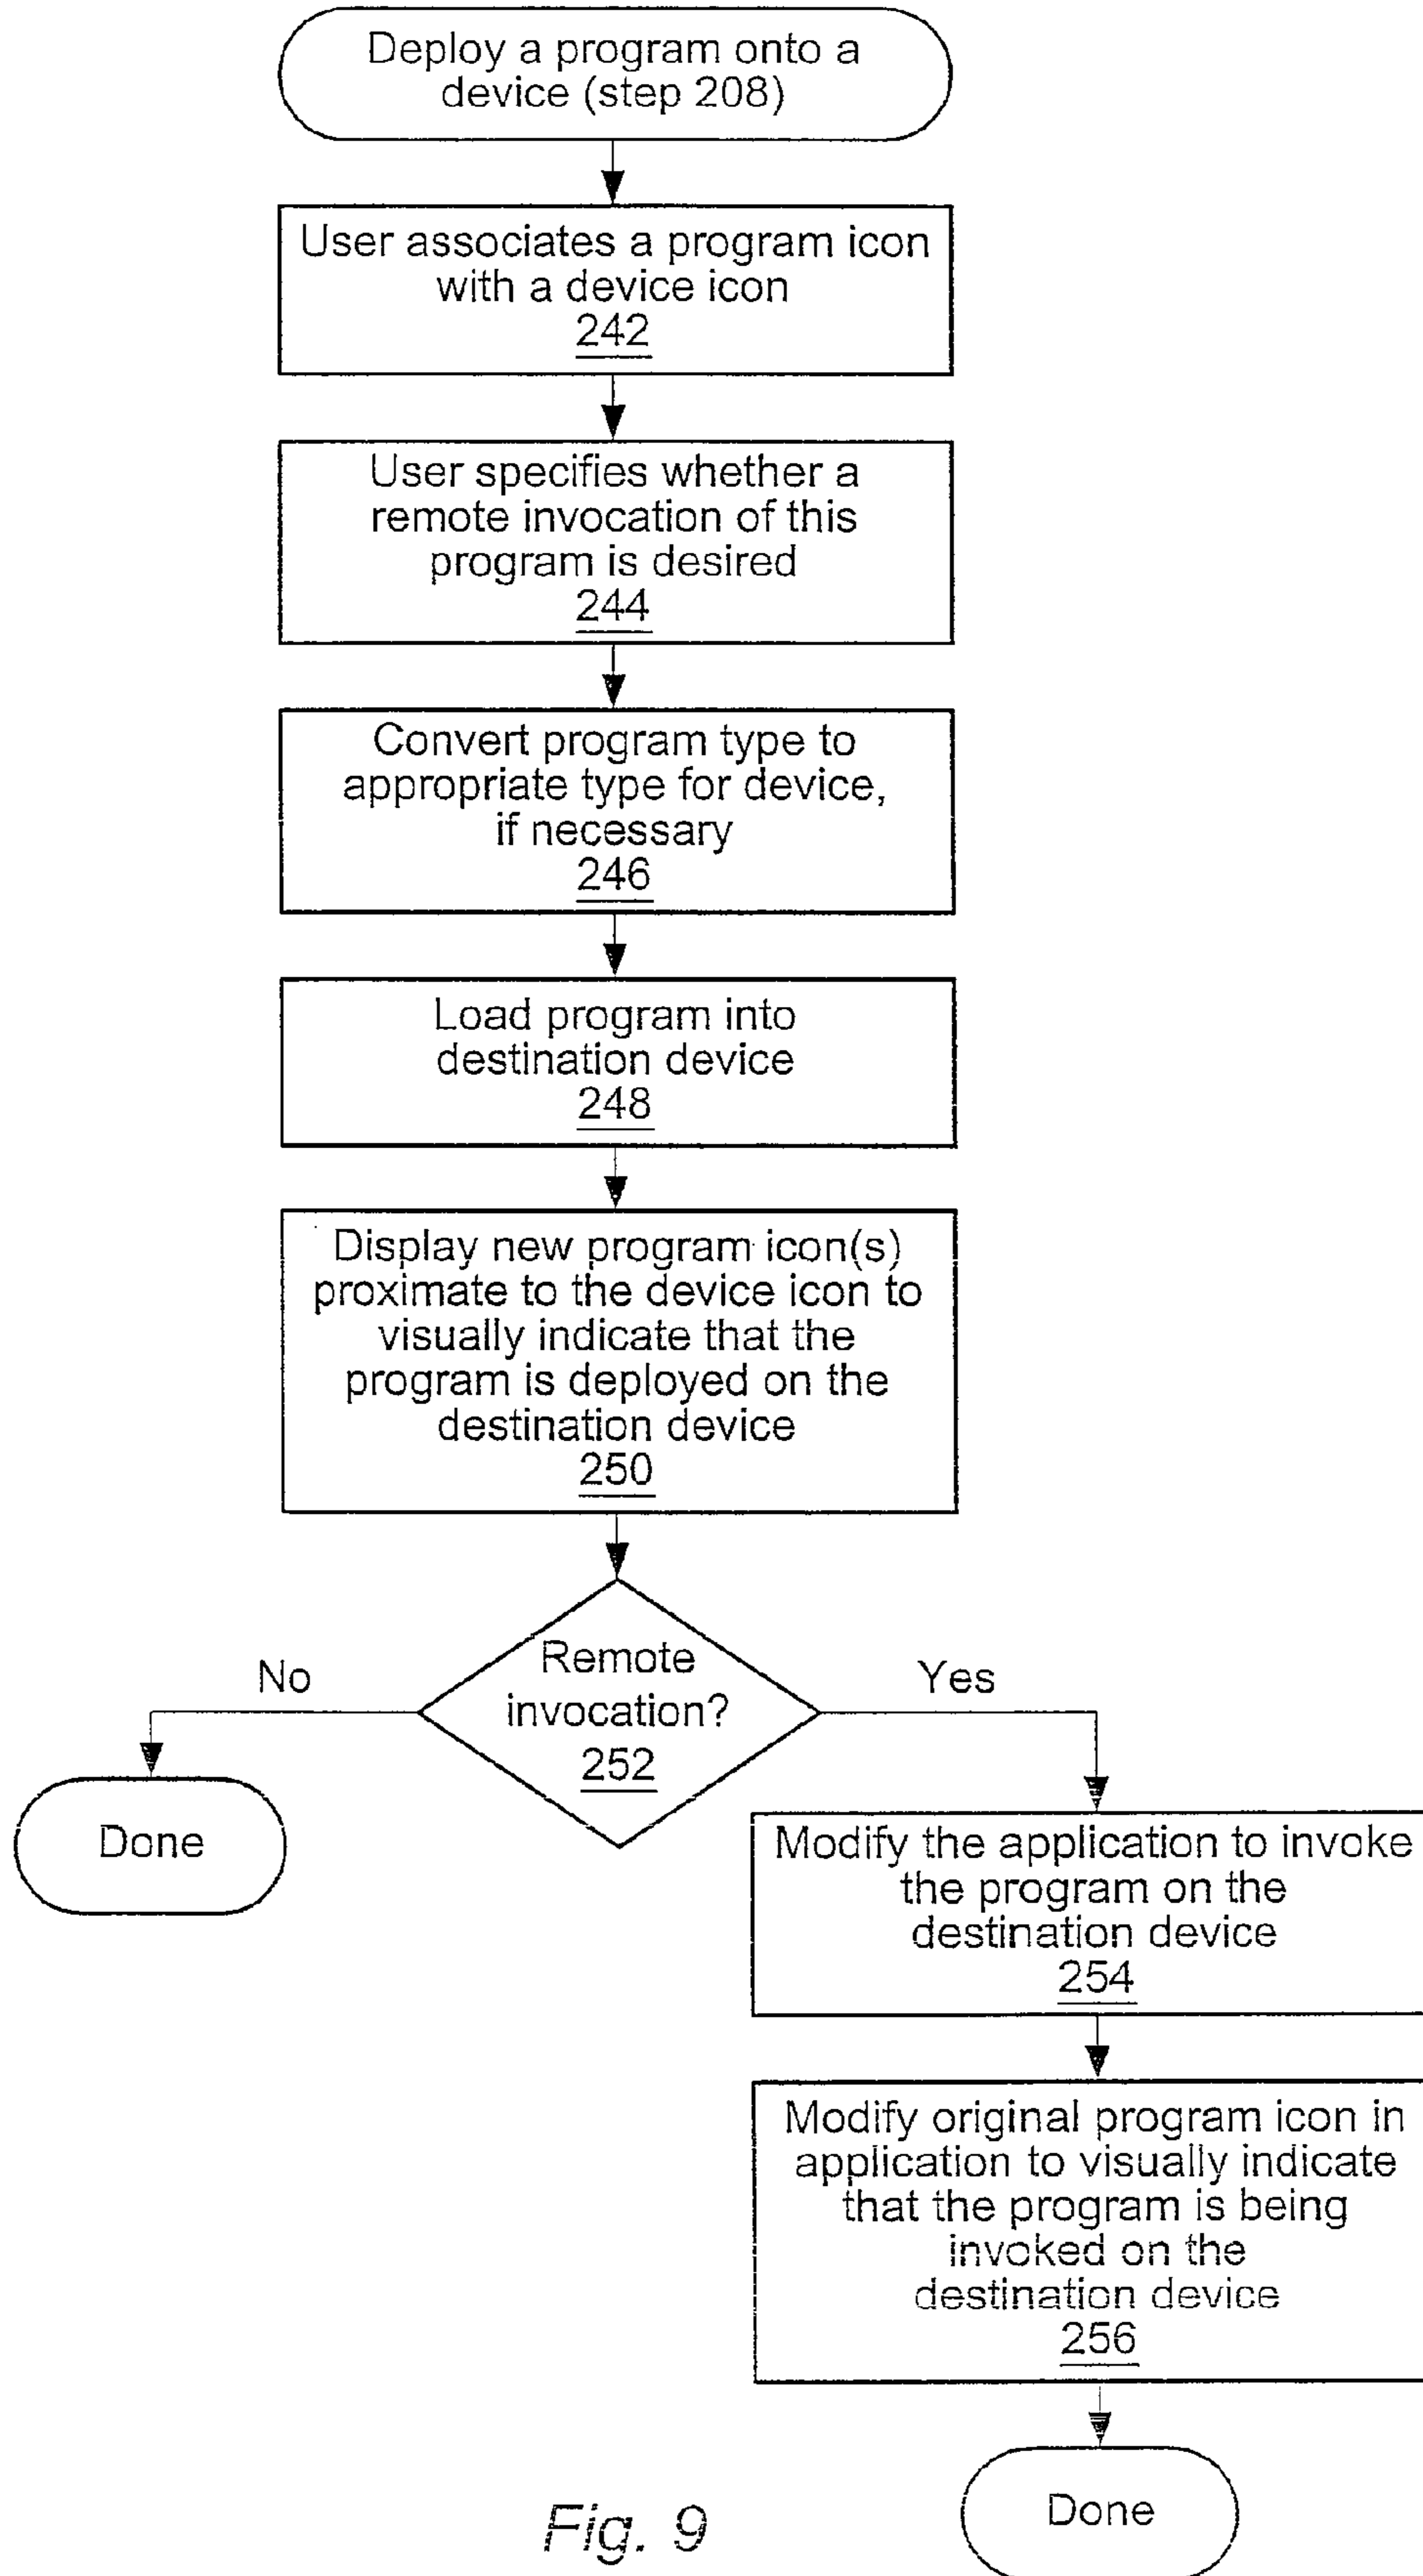 Deploy a program onto a
device (step 208)
User associates a program icon
with a device icon
242
User specifies whether a
remote invocation of this
program is desired
244
Convert program type to
appropriate type for device,
if necessary
246
Load program into
destination device
248
Display new program icon(s)
proximate to the device icon to
visually indicate that the
program is deployed on the
destination device
250
Remote
invocation?
252
No
Yes
Done
Modify the application to invoke
the program on the
destination device
254
Modify original program icon in
application to visually indicate
that the program is being
invoked on the
destination device
256
Done
Fig. 9